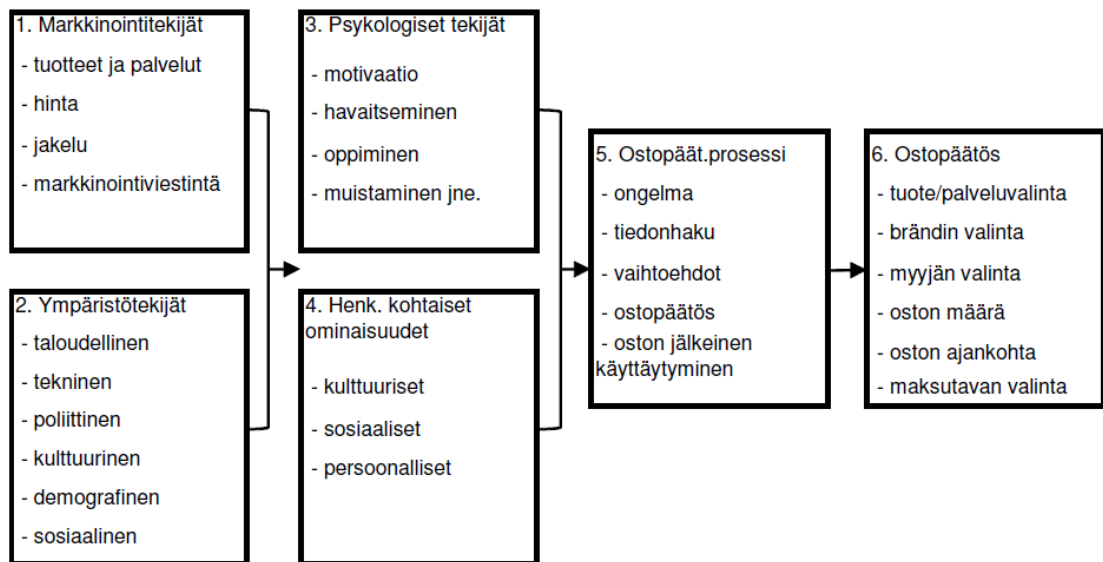 1. Markkinointitekijät
- tuotteet ja palvelut
- hinta
- jakelu
- markkinointiviestintä
2. Ympäristötekijät
- taloudellinen
- tekninen
- poliittinen
- kulttuurinen
- demografinen
- sosiaalinen
3. Psykologiset tekijät
- motivaatio
- havaitseminen
- oppiminen
- muistaminen jne.
4. Henk. kohtaiset
ominaisuudet
- kulttuuriset
- sosiaaliset
- persoonalliset
5. Ostopäät.prosessi
- ongelma
- tiedonhaku
- vaihtoehdot
- ostopäätös
- oston jälkeinen
käyttäytyminen
6. Ostopäätös
- tuote/palveluvalinta
- brändin valinta
- myyjän valinta
- oston määrä
- oston ajankohta
- maksutavan valinta